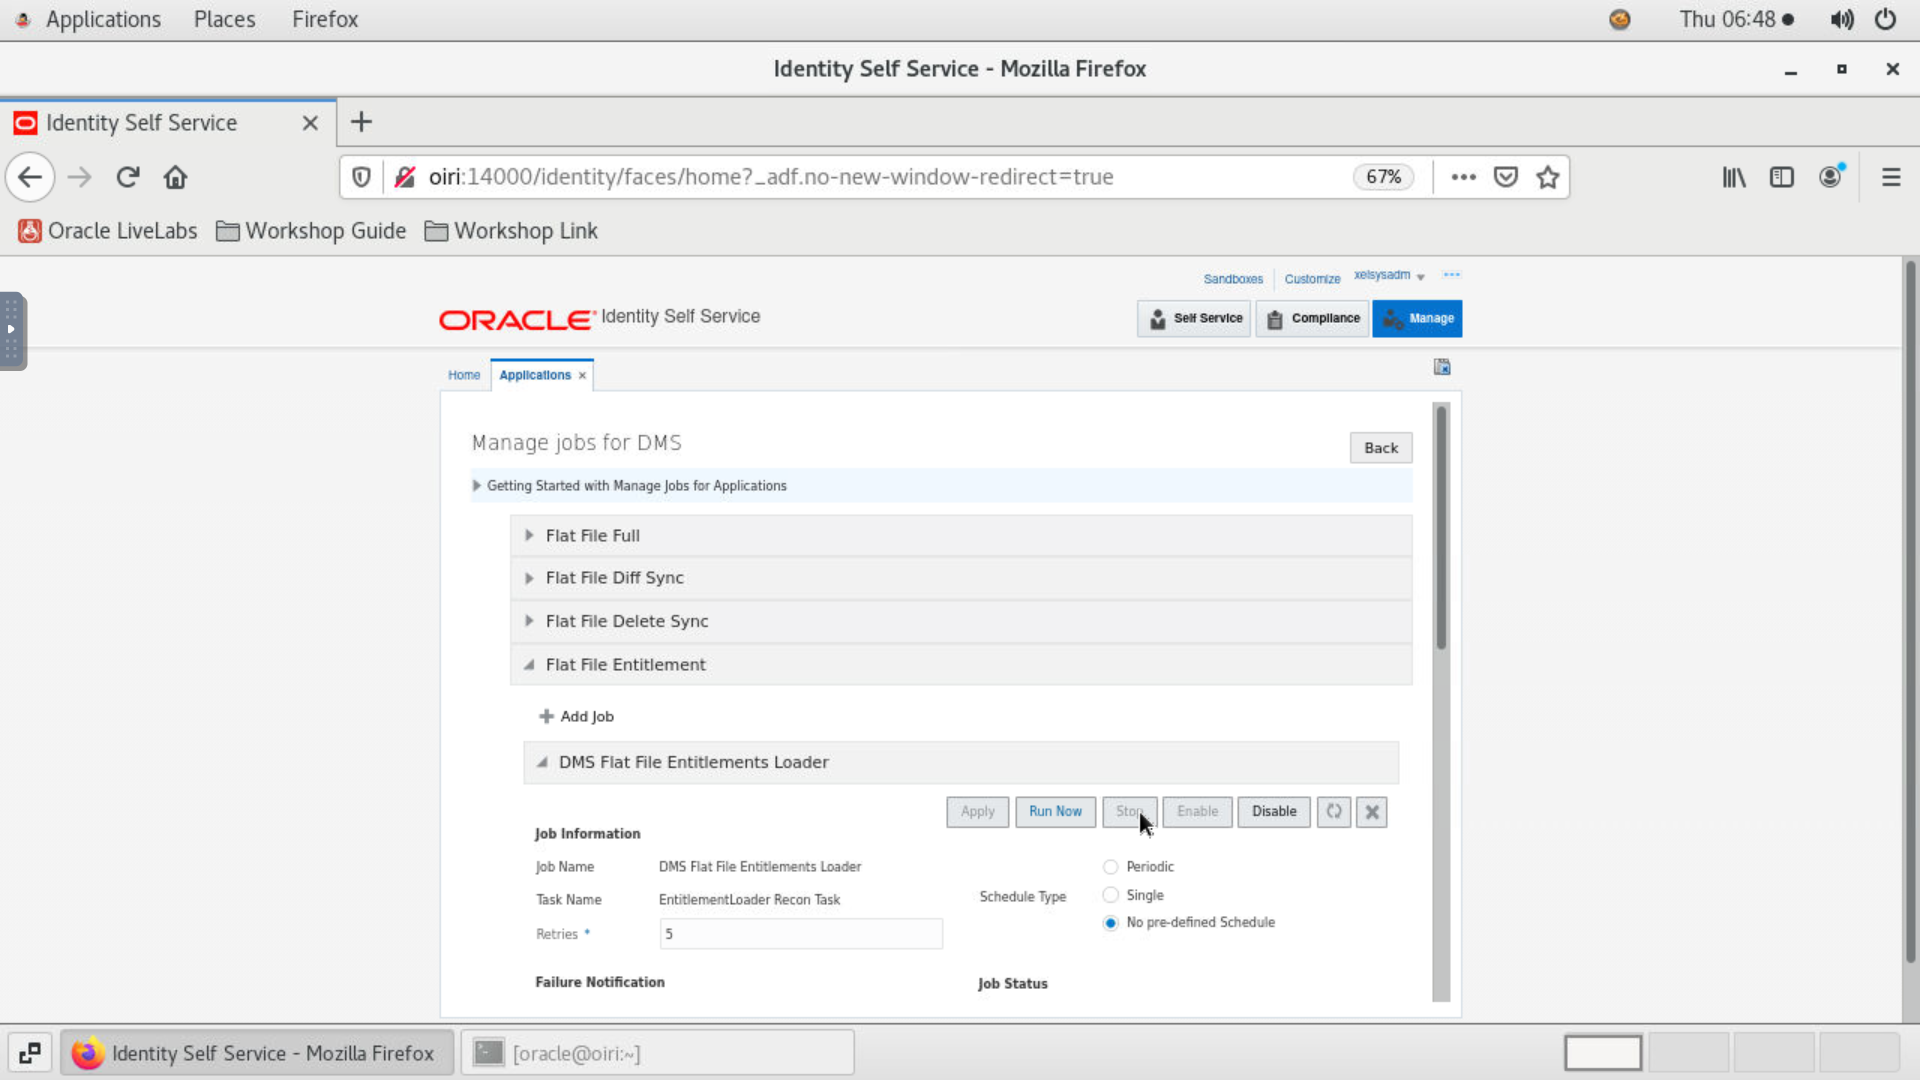 Applications Places Firefox Thu 06:48
Identity Self Service - Mozilla Firefox
Identity Self Service
oiri:14000/identity/faces/home?_adf.no-new-window-redirect=true 67%
Oracle LiveLabs Workshop Guide Workshop Link
Sandboxes Customize xelsysadm
ORACLE Identity Self Service Self Service Compliance Manage
Home Applications
Manage jobs for DMS
Back
Getting Started with Manage Jobs for Applications
Flat File Full
Flat File Diff Sync
Flat File Delete Sync
Flat File Entitlement
Add Job
DMS Flat File Entitlements Loader
Apply Run Now Stop Enable Disable
Job Information
Job Name DMS Flat File Entitlements Loader
Periodic
Task Name EntitlementLoader Recon Task
Schedule Type Single
Retries * 5
No pre-defined Schedule
Failure Notification Job Status
Identity Self Service - Mozilla Firefox [oracle@oiri:~]